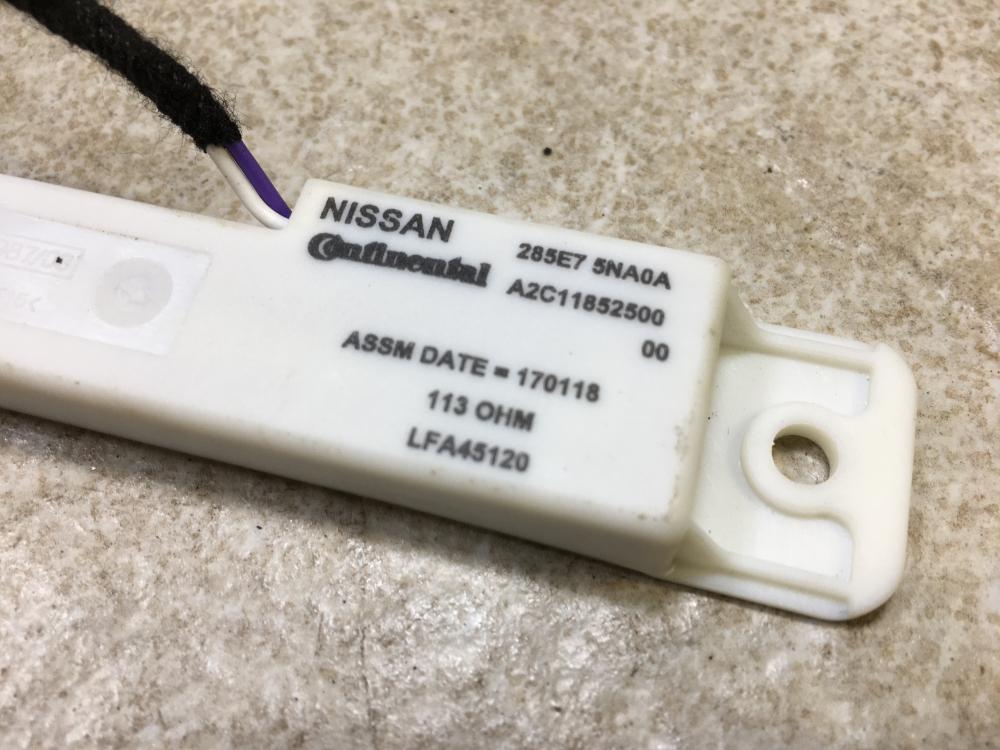 NISSAN
Continental
285E7 5NA0A
A2C11852500
00
ASSM DATE = 170118
113 OHM
LFA45120